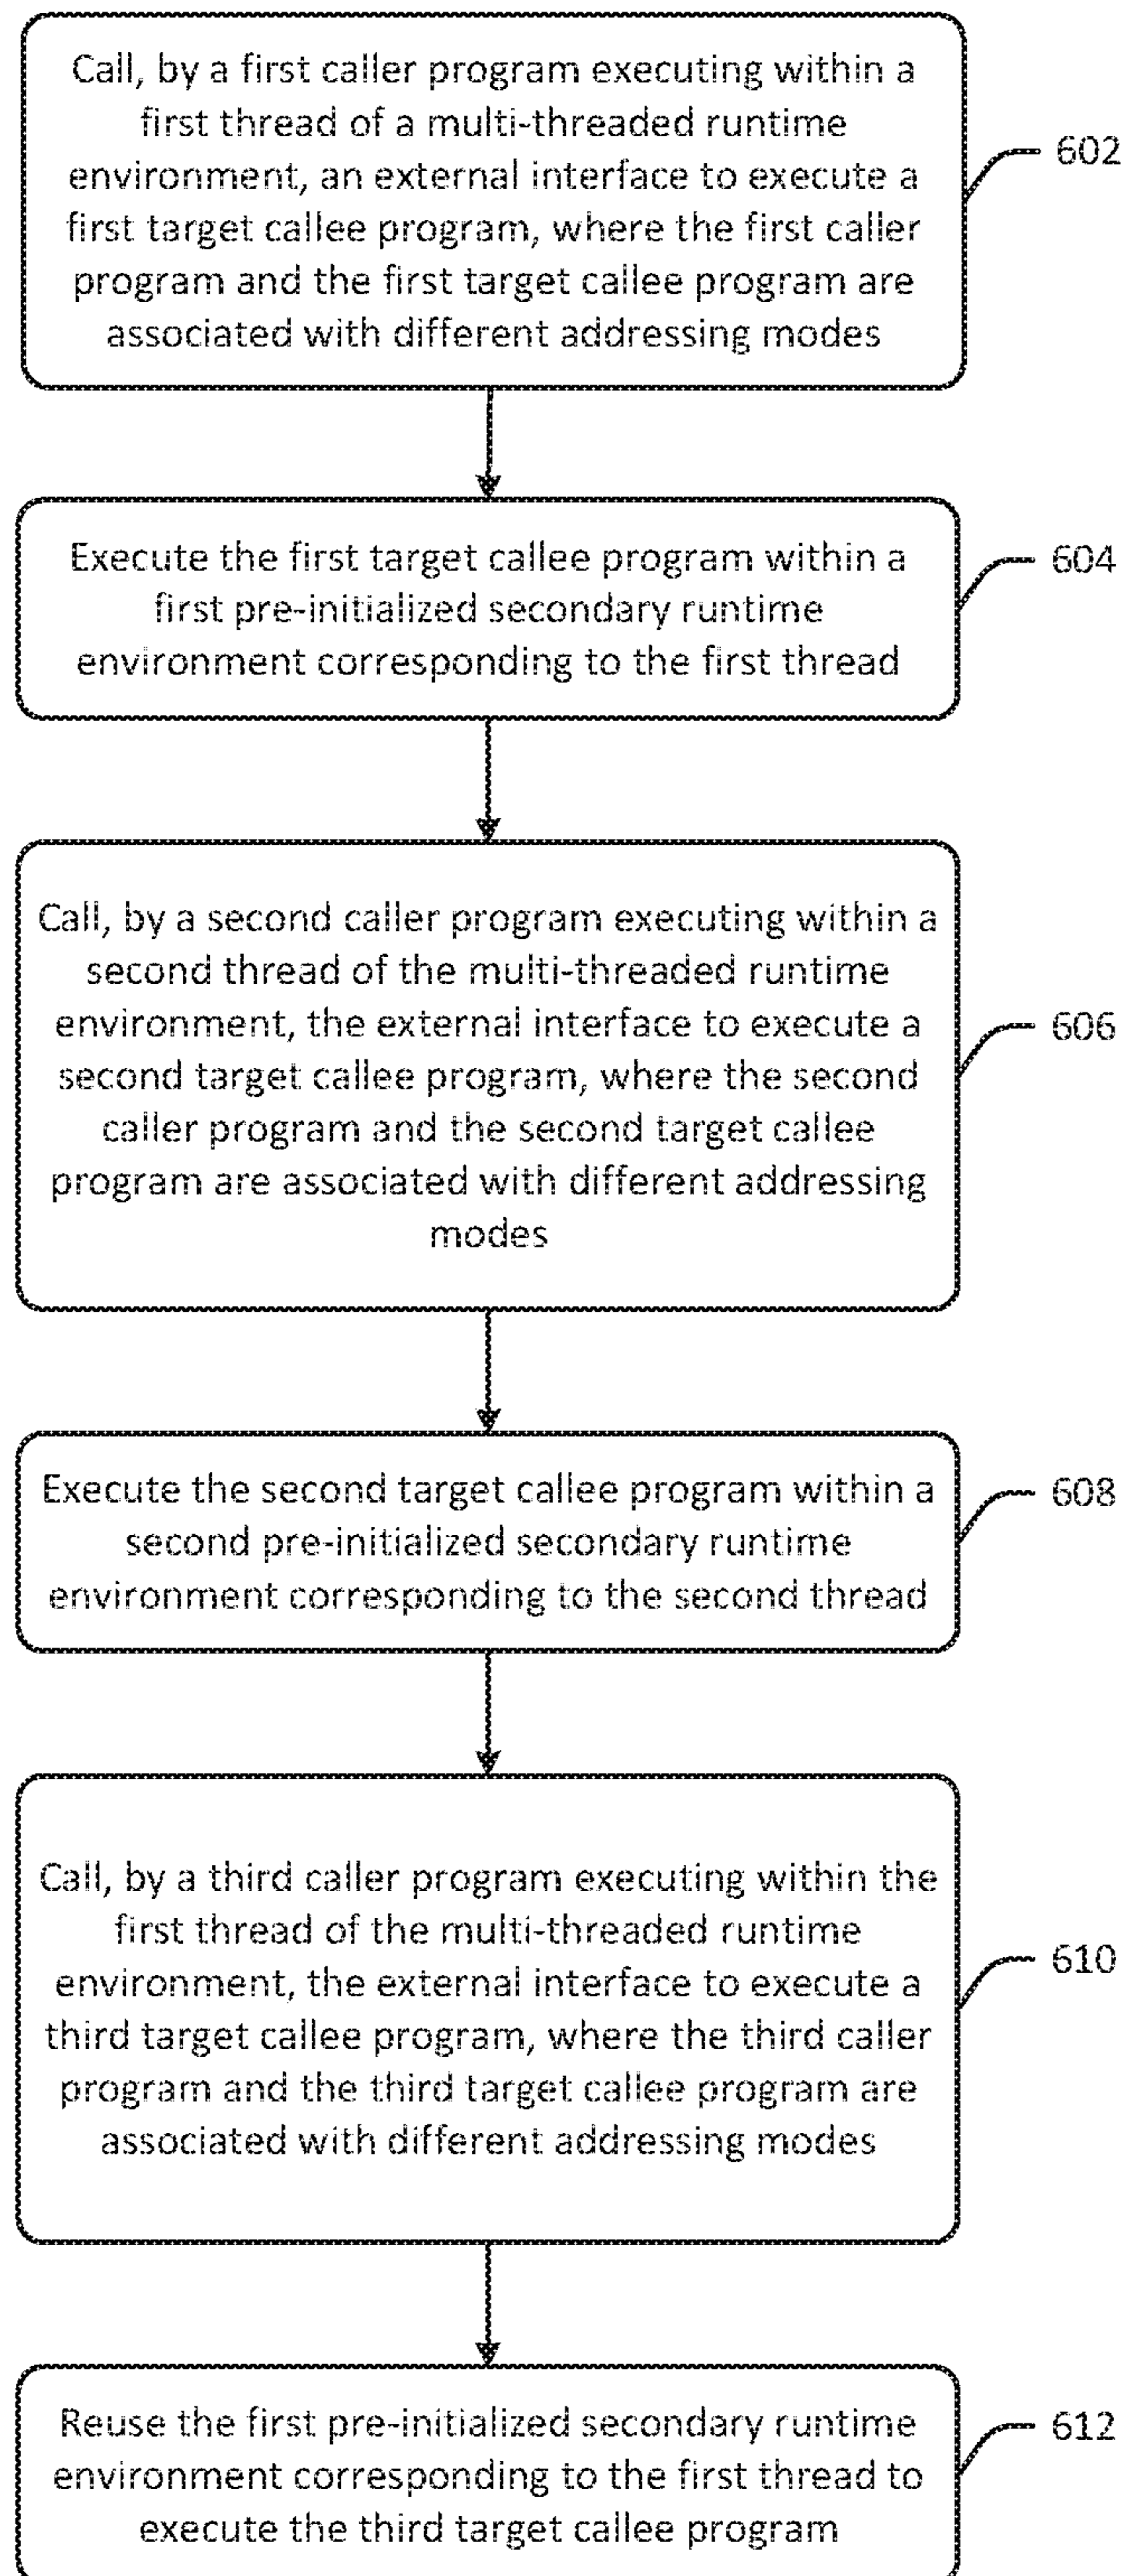 Call, by a first caller program executing within a
first thread of a multi-threaded runtime
environment, an external interface to execute a
first target callee program, where the first caller
program and the first target callee program are
associated with different addressing modes
602
Execute the first target callee program within a
first pre-initialized secondary runtime
environment corresponding to the first thread
604
Call, by a second caller program executing within a
second thread of the multi-threaded runtime
environment, the external interface to execute a
second target callee program, where the second
caller program and the second target callee
program are associated with different addressing
modes
606
Execute the second target callee program within a
second pre-initialized secondary runtime
environment corresponding to the second thread
608
Call, by a third caller program executing within the
first thread of the multi-threaded runtime
environment, the external interface to execute a
third target callee program, where the third caller
program and the third target callee program are
associated with different addressing modes
610
Reuse the first pre-initialized secondary runtime
environment corresponding to the first thread to
execute the third target callee program
612